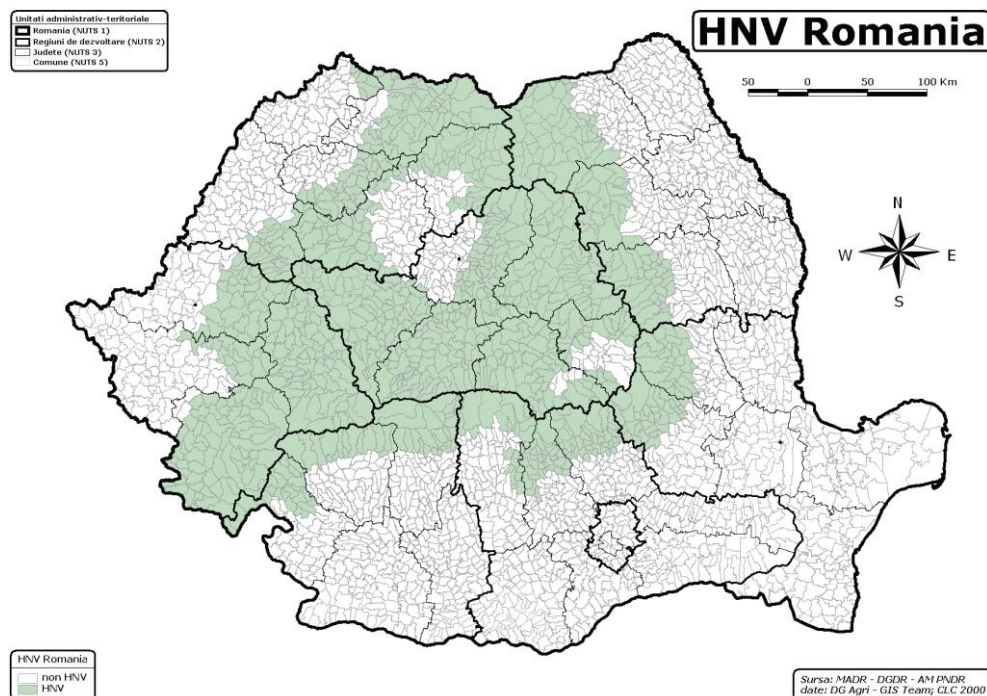 Unitati administrativ-teritoriale
Romania (NUTS 1)
Regiuni de dezvoltare (NUTS 2)
Judete (NUTS 3)
Comune (NUTS 5)
HNV Romania
50 0 50 100 Km
N
W E
S
HNV Romania
non HNV
HNV
Sursa: MADR - DGDR - AM PNDR
date: DG Agri - GIS Team; CLC 2000